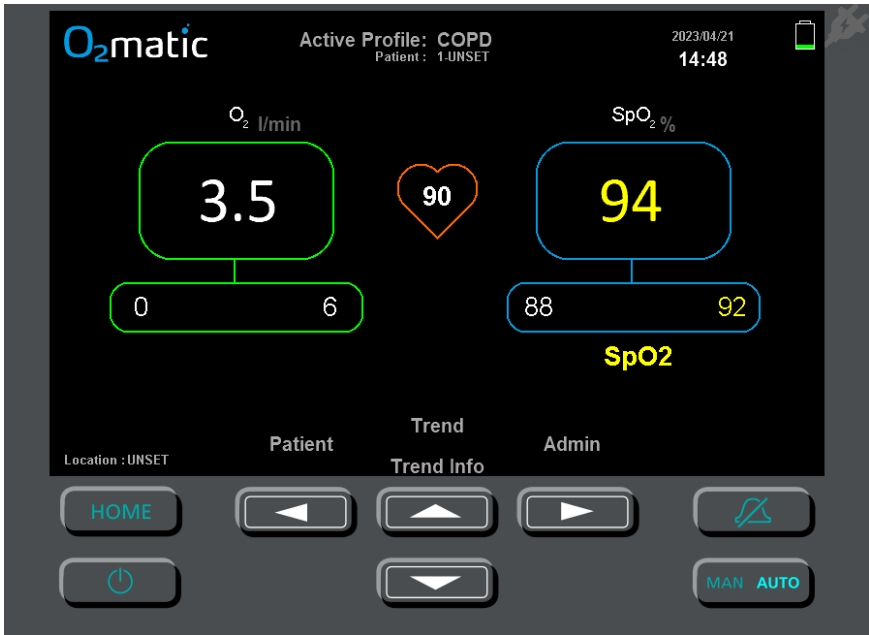 O2matic
Active Profile: COPD
Patient : 1-UNSET
2023/04/21
14:48
O2 l/min
SpO2 %
3.5
90
94
0 6
88 92
SpO2
Trend
Patient
Admin
Location : UNSET
Trend Info
HOME
MAN AUTO